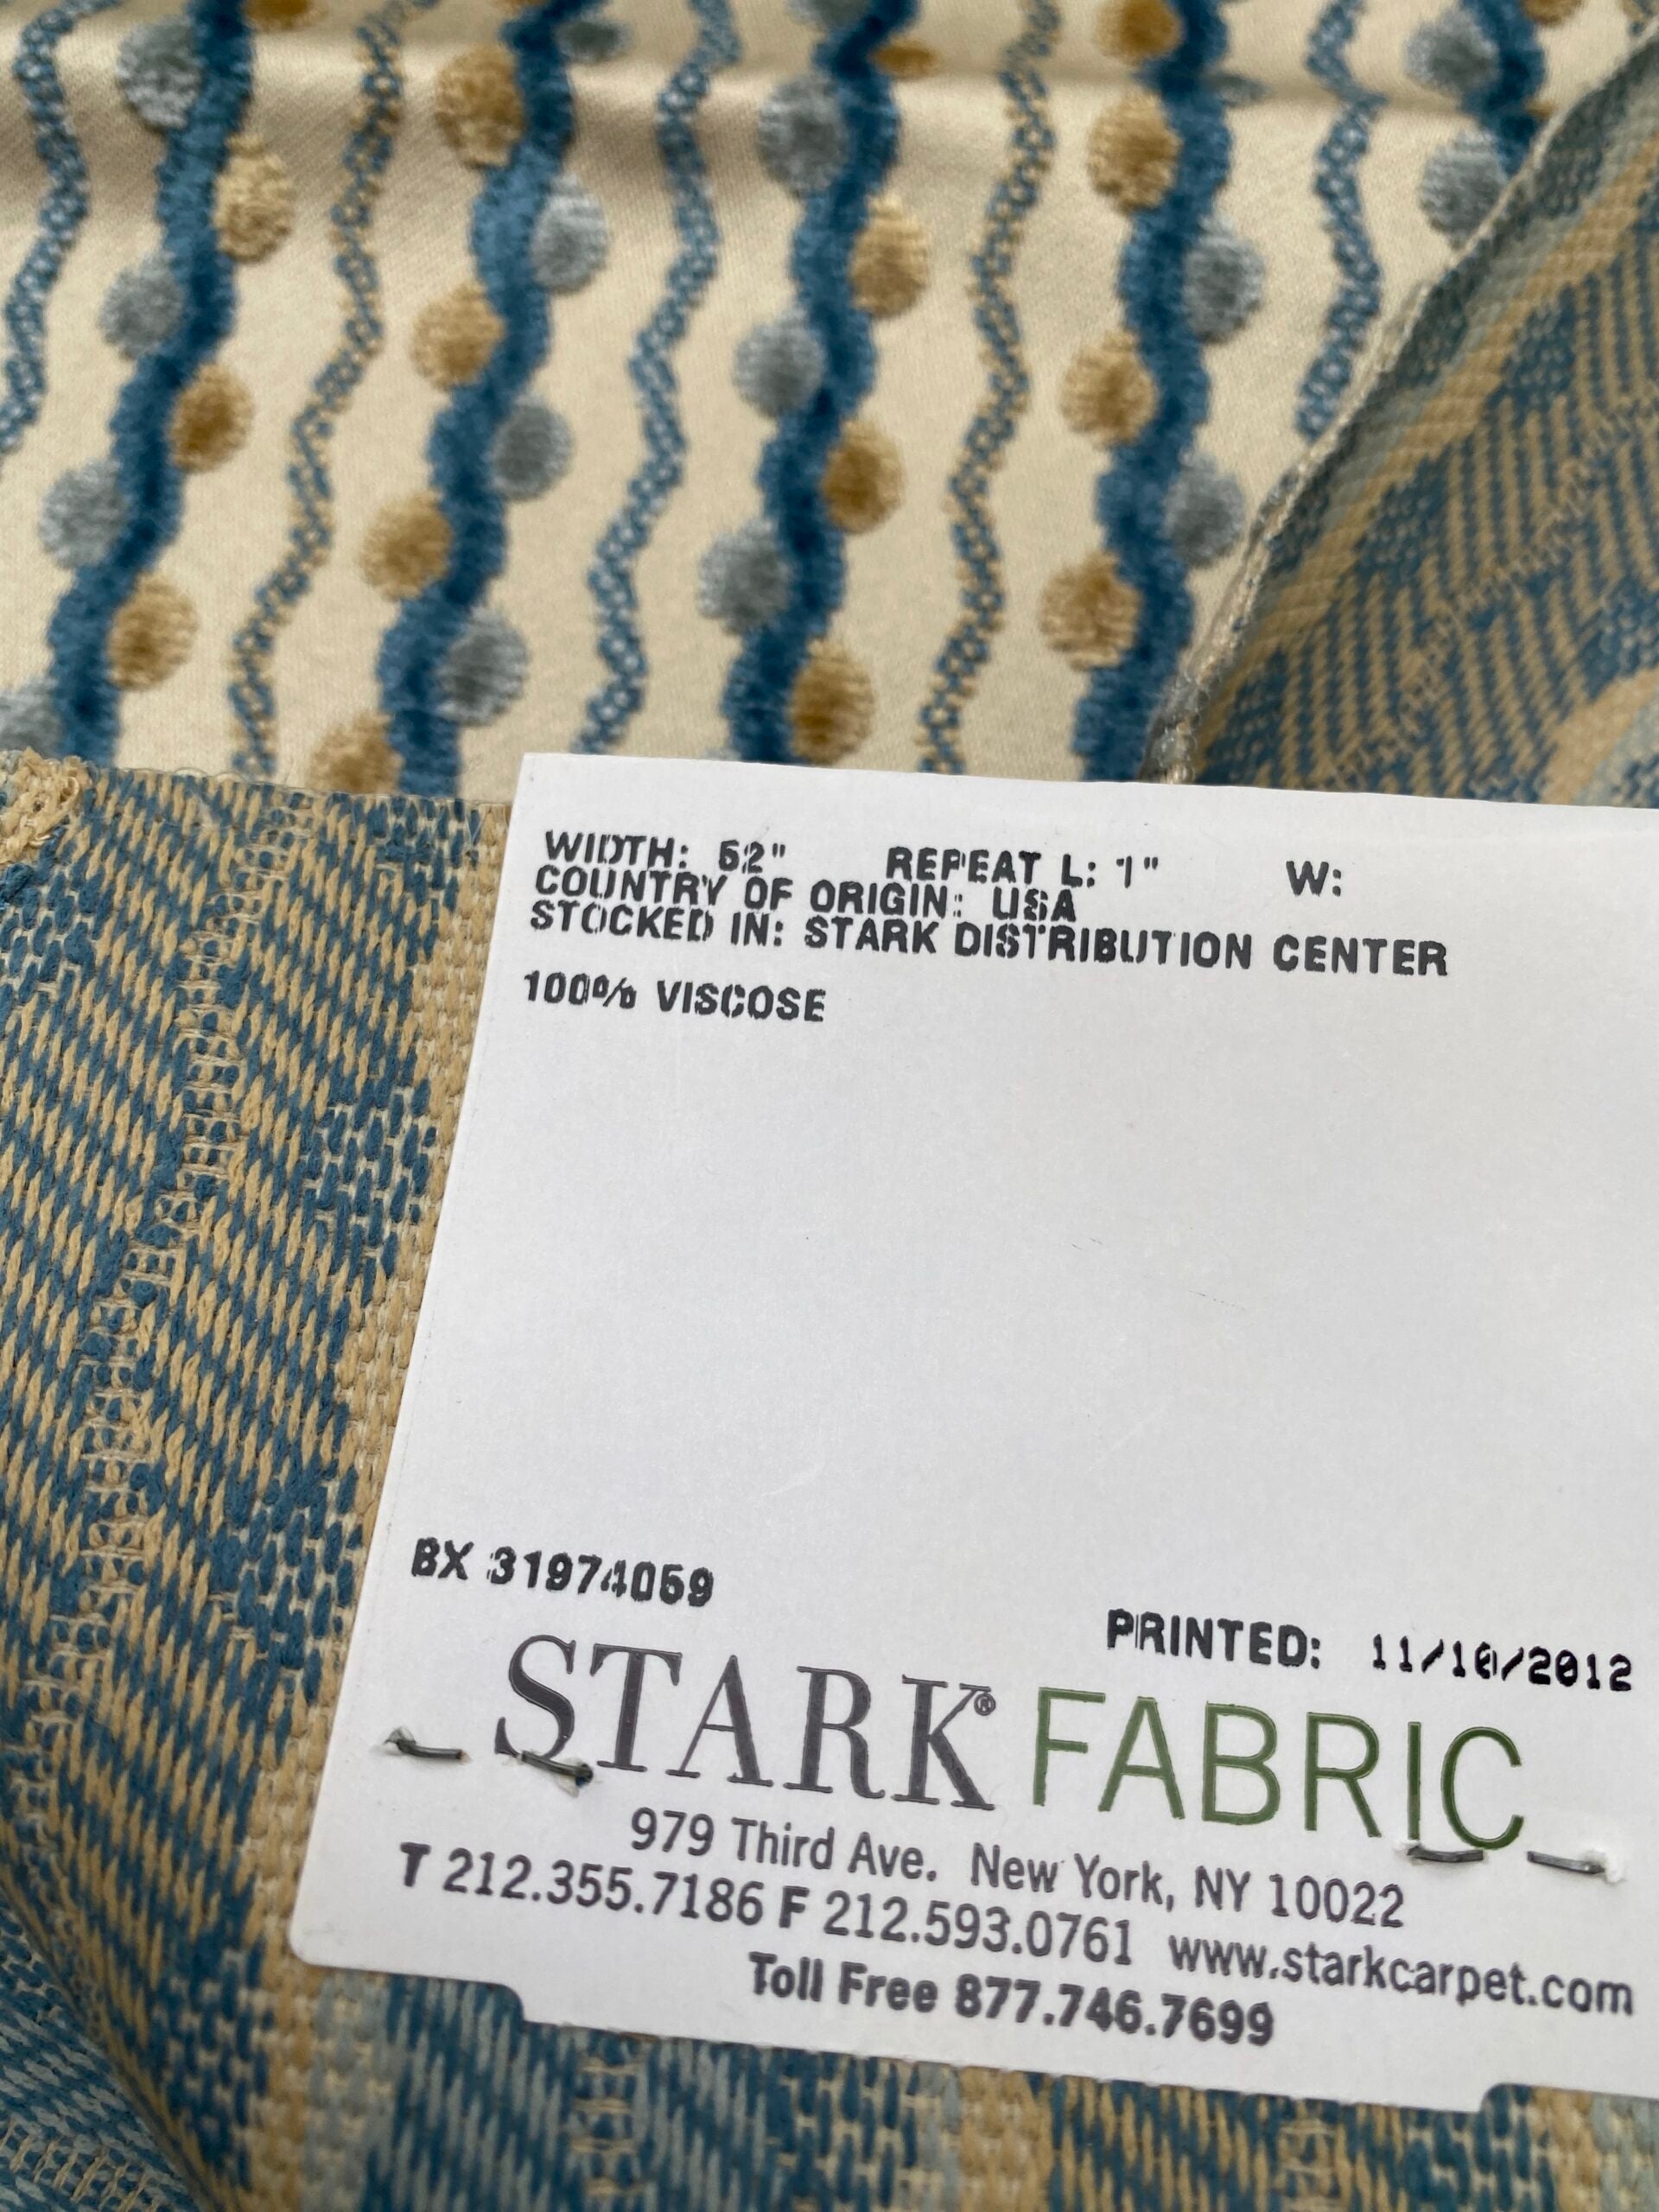 WIDTH: 52" REPEAT L: 1" W:
COUNTRY OF ORIGIN: USA
STOCKED IN: STARK DISTRIBUTION CENTER
100% VISCOSE
BX 31974059
PRINTED: 11/10/2012
STARK® FABRIC
979 Third Ave. New York, NY 10022
T 212.355.7186 F 212.593.0761 www.starkcarpet.com
Toll Free 877.746.7699